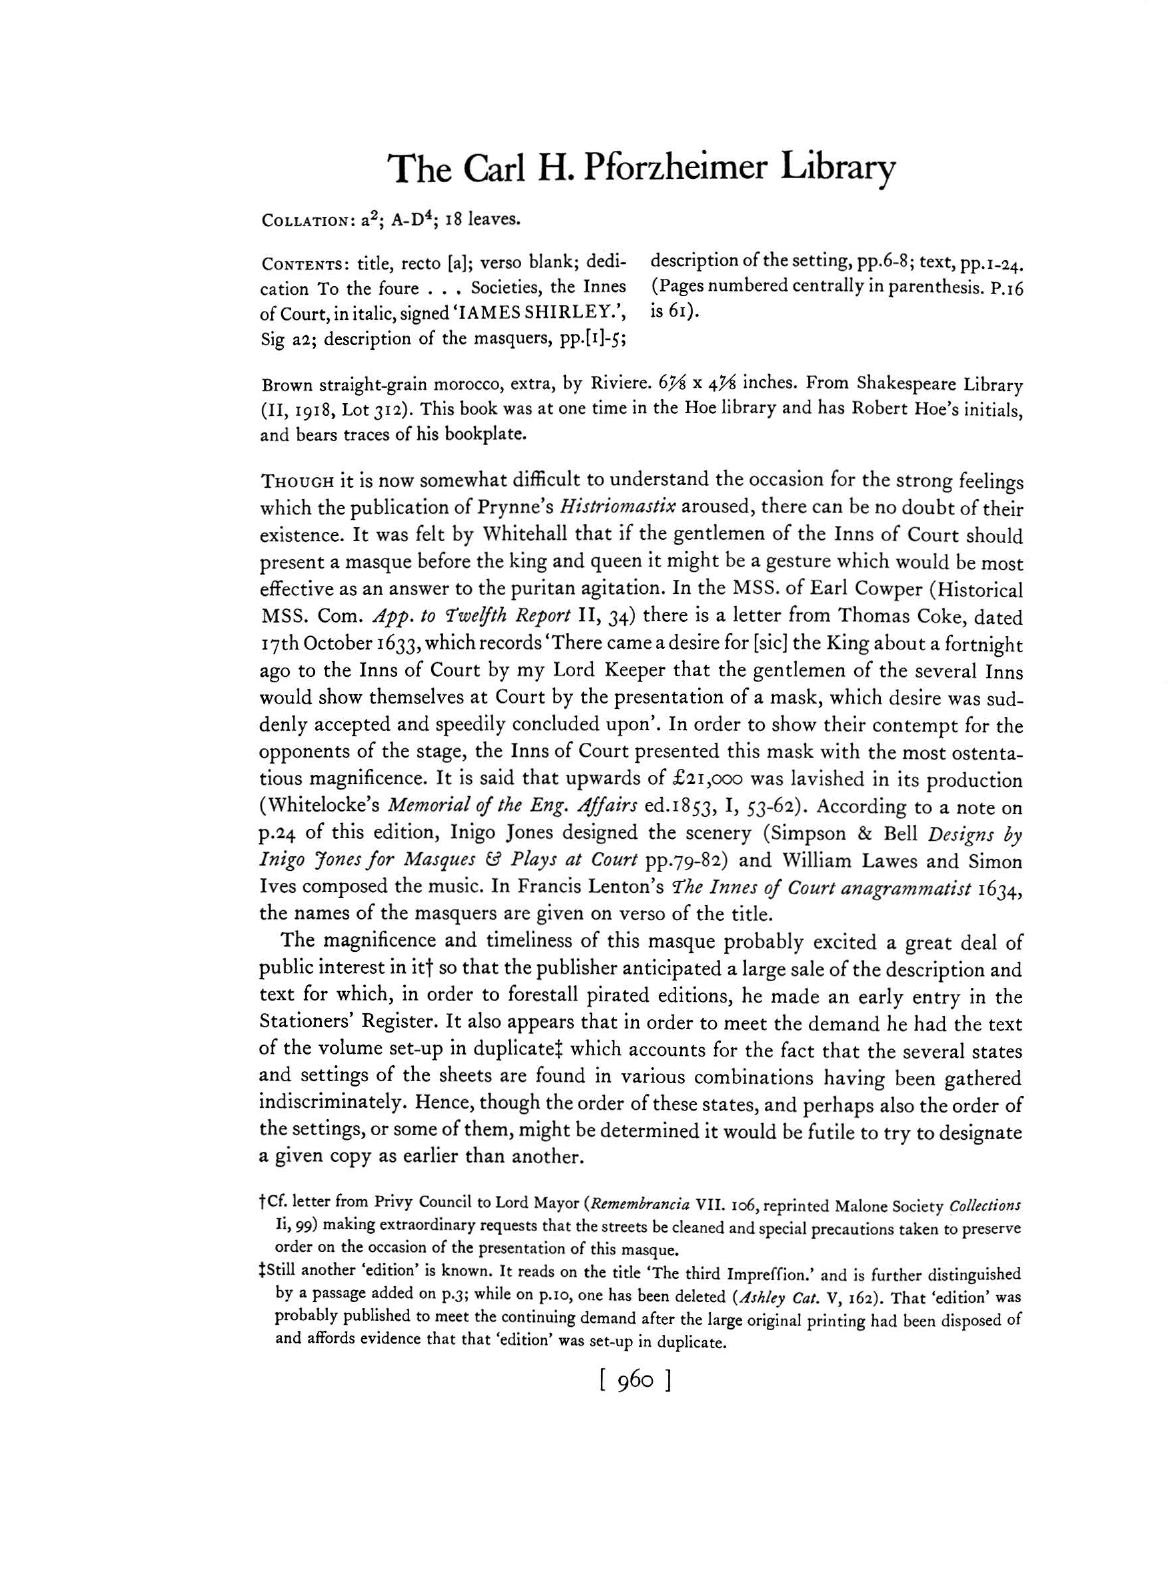 The Carl H. Pforzheimer Library
COLLATION: a²; A-D⁴; 18 leaves.
CONTENTS: title, recto [a]; verso blank; dedi-
cation To the foure . . . Societies, the Innes
of Court, in italic, signed ‘IAMES SHIRLEY.’,
Sig a2; description of the masquers, pp.[1]-5;
description of the setting, pp.6-8; text, pp.1-24.
(Pages numbered centrally in parenthesis. P.16
is 61).
Brown straight-grain morocco, extra, by Riviere. 6⅞ x 4⅞ inches. From Shakespeare Library
(II, 1918, Lot 312). This book was at one time in the Hoe library and has Robert Hoe’s initials,
and bears traces of his bookplate.
THOUGH it is now somewhat difficult to understand the occasion for the strong feelings
which the publication of Prynne’s Histriomastix aroused, there can be no doubt of their
existence. It was felt by Whitehall that if the gentlemen of the Inns of Court should
present a masque before the king and queen it might be a gesture which would be most
effective as an answer to the puritan agitation. In the MSS. of Earl Cowper (Historical
MSS. Com. App. to Twelfth Report II, 34) there is a letter from Thomas Coke, dated
17th October 1633, which records ‘There came a desire for [sic] the King about a fortnight
ago to the Inns of Court by my Lord Keeper that the gentlemen of the several Inns
would show themselves at Court by the presentation of a mask, which desire was sud-
denly accepted and speedily concluded upon’. In order to show their contempt for the
opponents of the stage, the Inns of Court presented this mask with the most ostenta-
tious magnificence. It is said that upwards of £21,000 was lavished in its production
(Whitelocke’s Memorial of the Eng. Affairs ed.1853, I, 53-62). According to a note on
p.24 of this edition, Inigo Jones designed the scenery (Simpson & Bell Designs by
Inigo Jones for Masques & Plays at Court pp.79-82) and William Lawes and Simon
Ives composed the music. In Francis Lenton’s The Innes of Court anagrammatist 1634,
the names of the masquers are given on verso of the title.
The magnificence and timeliness of this masque probably excited a great deal of
public interest in it† so that the publisher anticipated a large sale of the description and
text for which, in order to forestall pirated editions, he made an early entry in the
Stationers’ Register. It also appears that in order to meet the demand he had the text
of the volume set-up in duplicate‡ which accounts for the fact that the several states
and settings of the sheets are found in various combinations having been gathered
indiscriminately. Hence, though the order of these states, and perhaps also the order of
the settings, or some of them, might be determined it would be futile to try to designate
a given copy as earlier than another.
†Cf. letter from Privy Council to Lord Mayor (Remembrancia VII. 106, reprinted Malone Society Collections
Ii, 99) making extraordinary requests that the streets be cleaned and special precautions taken to preserve
order on the occasion of the presentation of this masque.
‡Still another ‘edition’ is known. It reads on the title ‘The third Impreſſion.’ and is further distinguished
by a passage added on p.3; while on p.10, one has been deleted (Ashley Cat. V, 162). That ‘edition’ was
probably published to meet the continuing demand after the large original printing had been disposed of
and affords evidence that that ‘edition’ was set-up in duplicate.
[ 960 ]